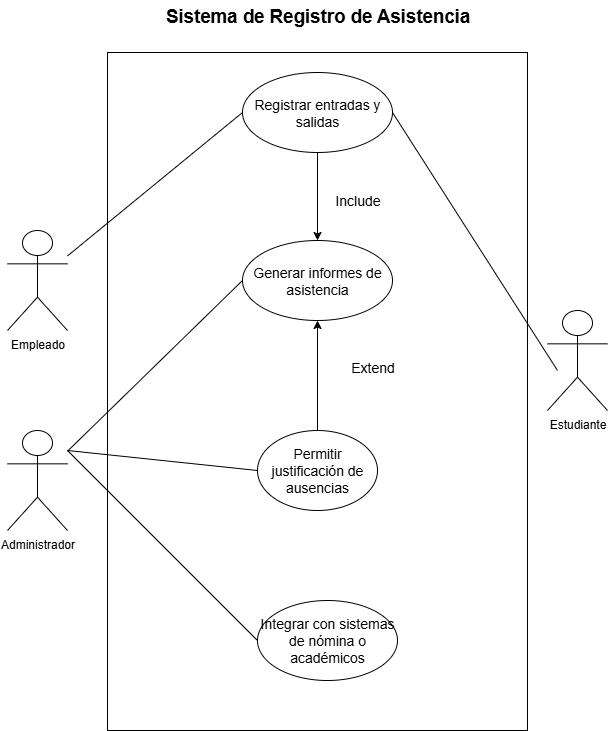 Sistema de Registro de Asistencia
Registrar entradas y
salidas
Include
Generar informes de
asistencia
Empleado
Extend
Estudiante
Permitir
justificación de
ausencias
Administrador
Integrar con sistemas
de nómina o
académicos